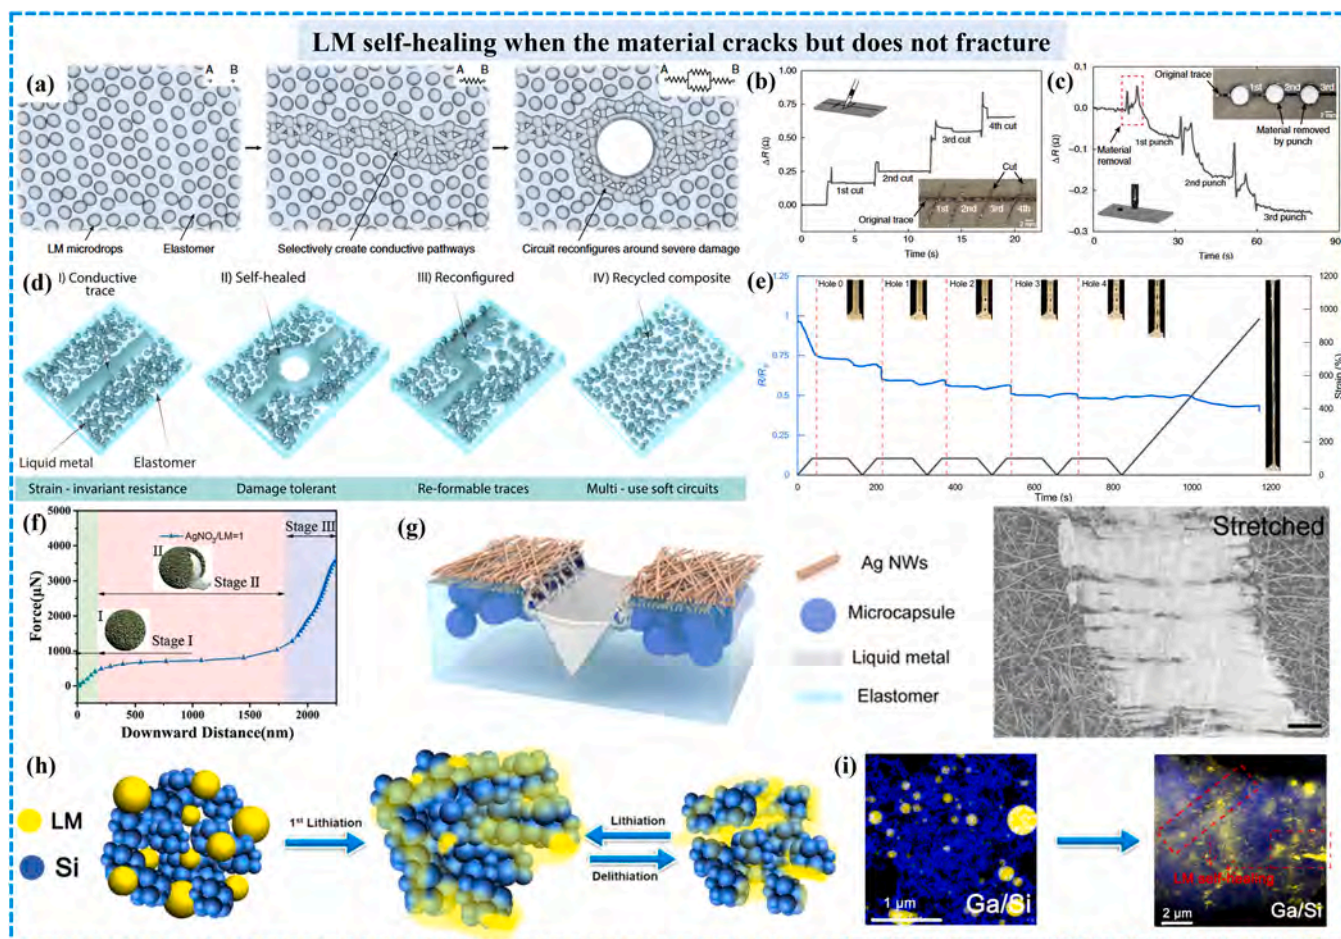 LM self-healing when the material cracks but does not fracture
(a)
A B
A B
A B
LM microdrops
Elastomer
Selectively create conductive pathways
Circuit reconfigures around severe damage
(b)
1.00
0.75
0.50
0.25
0.00
ΔR (Ω)
1st cut
2nd cut
3rd cut
4th cut
Cut
Original trace
1st 2nd 3rd 4th
0 5 10 15 20
Time (s)
(c)
0.1
0.0
−0.1
−0.2
−0.3
ΔR (Ω)
Original trace
1st 2nd 3rd
Material removed by punch
Material removal
1st punch
2nd punch
3rd punch
0 30 60 90
Time (s)
(d)
I) Conductive trace
II) Self-healed
III) Reconfigured
IV) Recycled composite
Liquid metal
Elastomer
Strain - invariant resistance
Damage tolerant
Re-formable traces
Multi - use soft circuits
(e)
1.25
1
0.75
0.5
0.25
0
R/R₀
Hole 0
Hole 1
Hole 2
Hole 3
Hole 4
1200
1000
800
600
400
200
0
Strain (%)
0 200 400 600 800 1000 1200
Time (s)
(f)
5000
4000
3000
2000
1000
0
Force(μN)
AgNO₃/LM=1
Stage III
II
Stage II
I
Stage I
0 500 1000 1500 2000
Downward Distance(nm)
(g)
Ag NWs
Microcapsule
Liquid metal
Elastomer
Stretched
(h)
LM
Si
1st Lithiation
Lithiation
Delithiation
(i)
1 μm
Ga/Si
LM self-healing
2 μm
Ga/Si